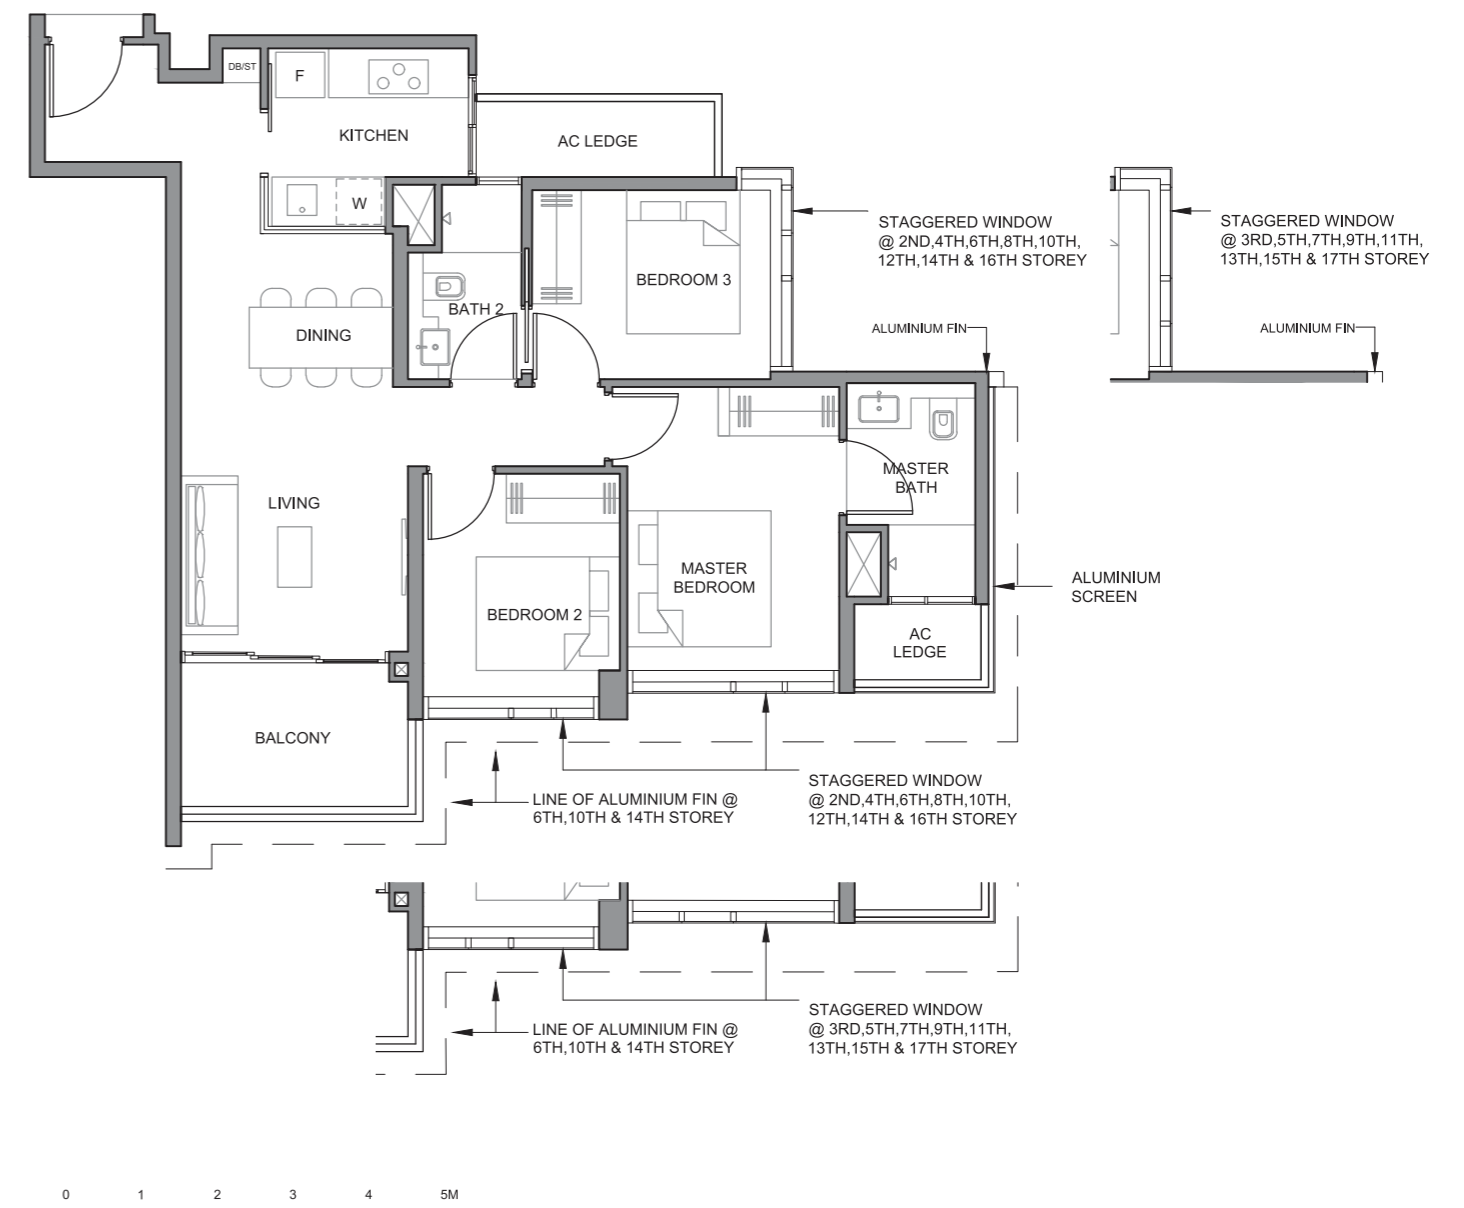 DB/ST
F
KITCHEN
AC LEDGE
W
STAGGERED WINDOW
@ 2ND,4TH,6TH,8TH,10TH,
12TH,14TH & 16TH STOREY
STAGGERED WINDOW
@ 3RD,5TH,7TH,9TH,11TH,
13TH,15TH & 17TH STOREY
BEDROOM 3
BATH 2
DINING
ALUMINIUM FIN
ALUMINIUM FIN
MASTER
BATH
LIVING
MASTER
BEDROOM
ALUMINIUM
SCREEN
BEDROOM 2
AC
LEDGE
BALCONY
LINE OF ALUMINIUM FIN @
6TH,10TH & 14TH STOREY
STAGGERED WINDOW
@ 2ND,4TH,6TH,8TH,10TH,
12TH,14TH & 16TH STOREY
LINE OF ALUMINIUM FIN @
6TH,10TH & 14TH STOREY
STAGGERED WINDOW
@ 3RD,5TH,7TH,9TH,11TH,
13TH,15TH & 17TH STOREY
0 1 2 3 4 5M